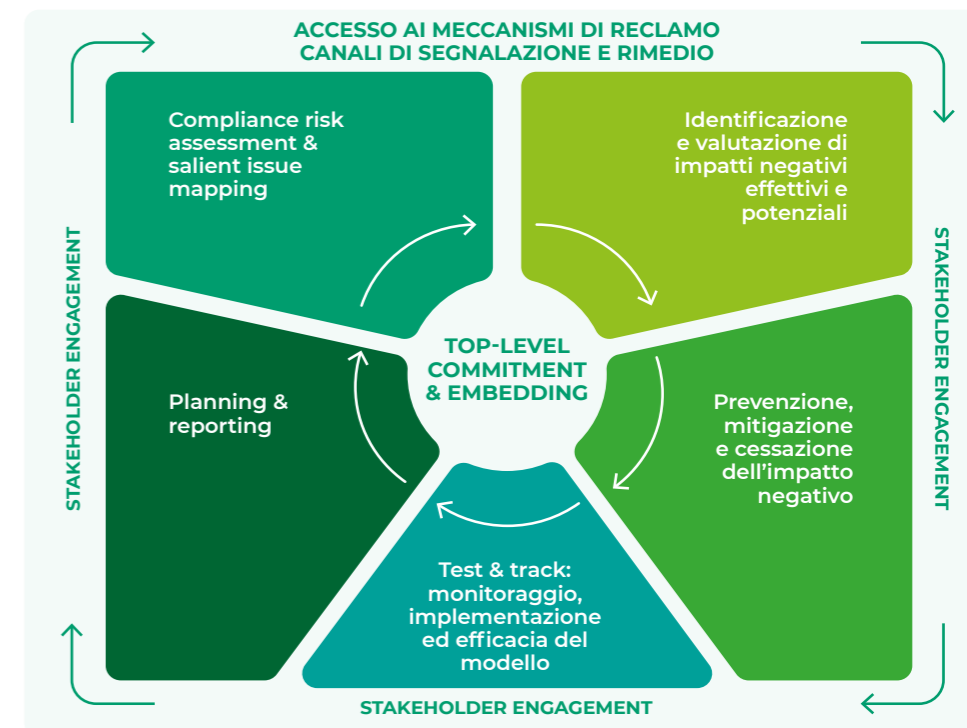 ACCESSO AI MECCANISMI DI RECLAMO
CANALI DI SEGNALAZIONE E RIMEDIO
Compliance risk
assessment &
salient issue
mapping
Identificazione
e valutazione di
impatti negativi
effettivi e
potenziali
STAKEHOLDER ENGAGEMENT
STAKEHOLDER ENGAGEMENT
TOP-LEVEL
COMMITMENT
& EMBEDDING
Planning &
reporting
Prevenzione,
mitigazione
e cessazione
dell'impatto
negativo
Test & track:
monitoraggio,
implementazione
ed efficacia del
modello
STAKEHOLDER ENGAGEMENT